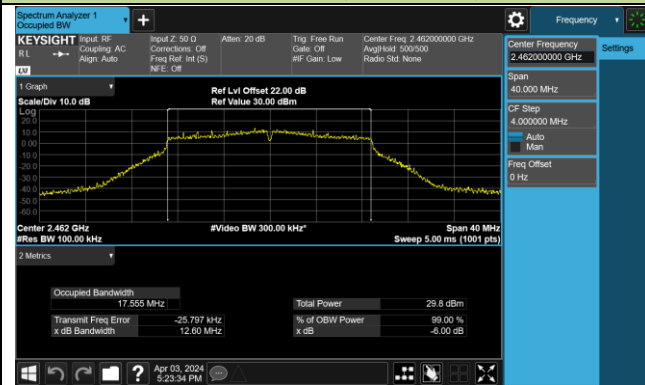 Spectrum Analyzer 1
Occupied BW
Frequency
KEYSIGHT
Input: RF
Coupling: AC
Align: Auto
RL
LXI
Input Z: 50 Ω
Corrections: Off
Freq Ref: Int (S)
NFE: Off
Atten: 20 dB
Trig: Free Run
Gate: Off
#IF Gain: Low
Center Freq: 2.462000000 GHz
Avg|Hold: 500/500
Radio Std: None
Center Frequency
2.462000000 GHz
Settings
Span
40.000 MHz
CF Step
4.000000 MHz
Auto
Man
Freq Offset
0 Hz
1 Graph
Scale/Div 10.0 dB
Ref Lvl Offset 22.00 dB
Ref Value 30.00 dBm
Log
20.0
10.0
0.00
-10.0
-20.0
-30.0
-40.0
-50.0
-60.0
Center 2.462 GHz
#Res BW 100.00 kHz
#Video BW 300.00 kHz*
Span 40 MHz
Sweep 5.00 ms (1001 pts)
2 Metrics
Occupied Bandwidth
17.555 MHz
Total Power 29.8 dBm
Transmit Freq Error -25.797 kHz
% of OBW Power 99.00 %
x dB Bandwidth 12.60 MHz
x dB -6.00 dB
?
Apr 03, 2024
5:23:34 PM